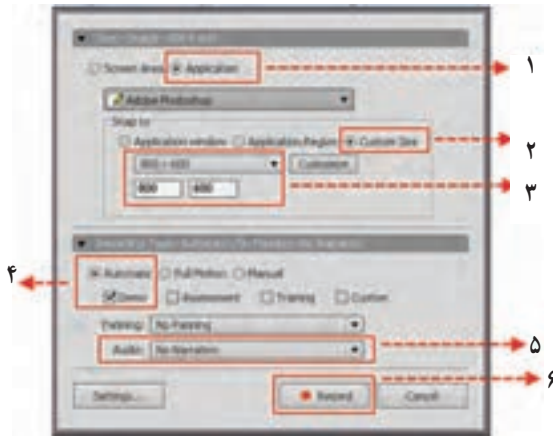 Screen Area Application ۱
Adobe Photoshop
Snap to
Application window Application Region Custom Size ۲
800 x 600 Customize
800 600 ۳
Automatic Full Motion Manual ۴
Demo Assessment Training Custom
Panning: No Panning
Audio: No Narration ۵
Settings... Record Cancel ۶